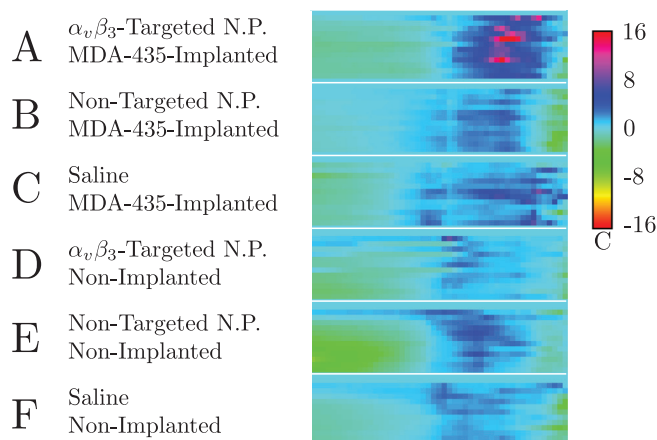 A
αᵥβ₃-Targeted N.P.
MDA-435-Implanted
B
Non-Targeted N.P.
MDA-435-Implanted
C
Saline
MDA-435-Implanted
D
αᵥβ₃-Targeted N.P.
Non-Implanted
E
Non-Targeted N.P.
Non-Implanted
F
Saline
Non-Implanted
16
8
0
-8
-16
C